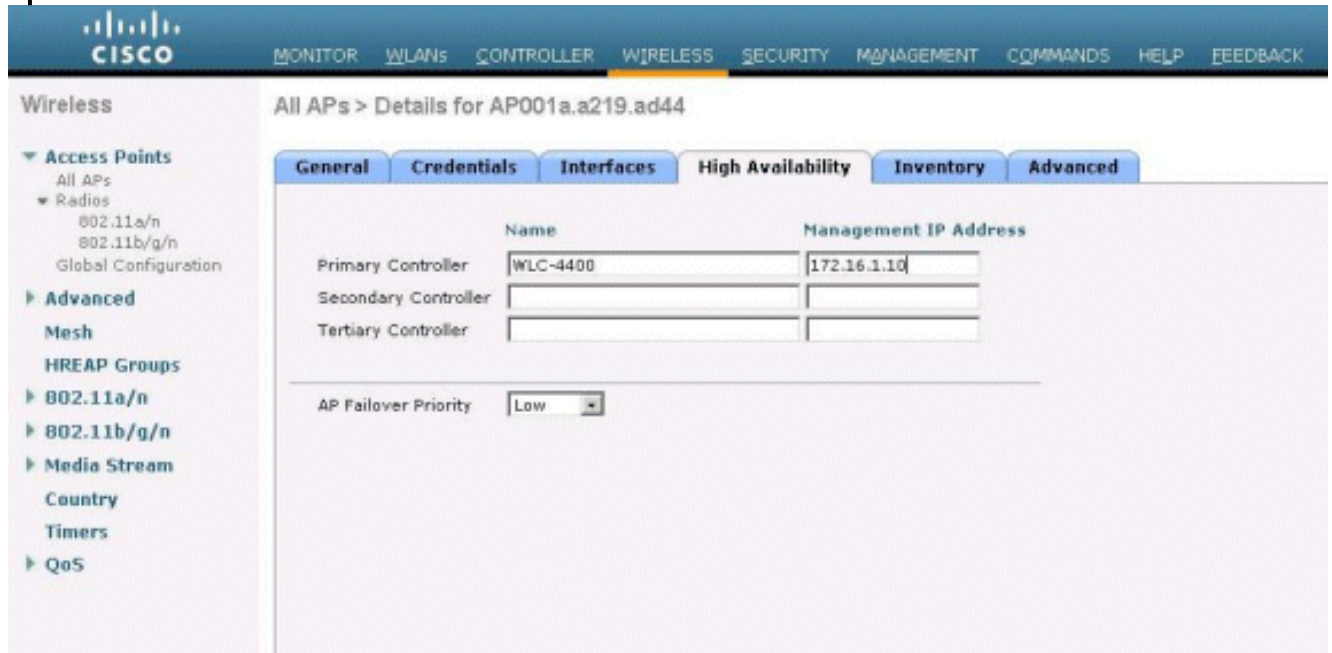 CISCO
MONITOR WLANs CONTROLLER WIRELESS SECURITY MANAGEMENT COMMANDS HELP FEEDBACK
Wireless
Access Points
All APs
Radios
802.11a/n
802.11b/g/n
Global Configuration
Advanced
Mesh
HREAP Groups
802.11a/n
802.11b/g/n
Media Stream
Country
Timers
QoS
All APs > Details for AP001a.a219.ad44
General Credentials Interfaces High Availability Inventory Advanced
Name Management IP Address
Primary Controller WLC-4400 172.16.1.10
Secondary Controller
Tertiary Controller
AP Failover Priority Low